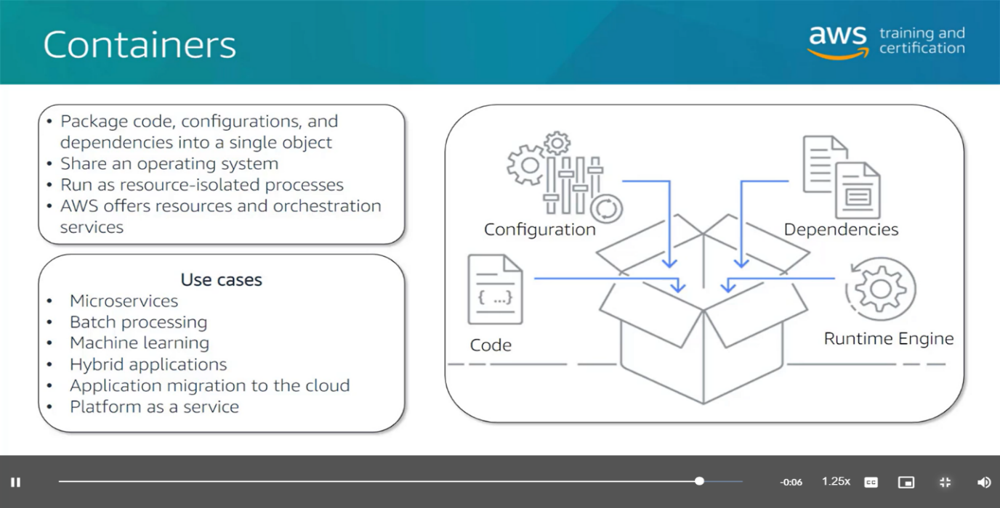 Containers
aws training and
certification
• Package code, configurations, and
dependencies into a single object
• Share an operating system
• Run as resource-isolated processes
• AWS offers resources and orchestration
services
Use cases
• Microservices
• Batch processing
• Machine learning
• Hybrid applications
• Application migration to the cloud
• Platform as a service
Configuration
Dependencies
{ ...}
Code
Runtime Engine
-0:06
1.25x
CC